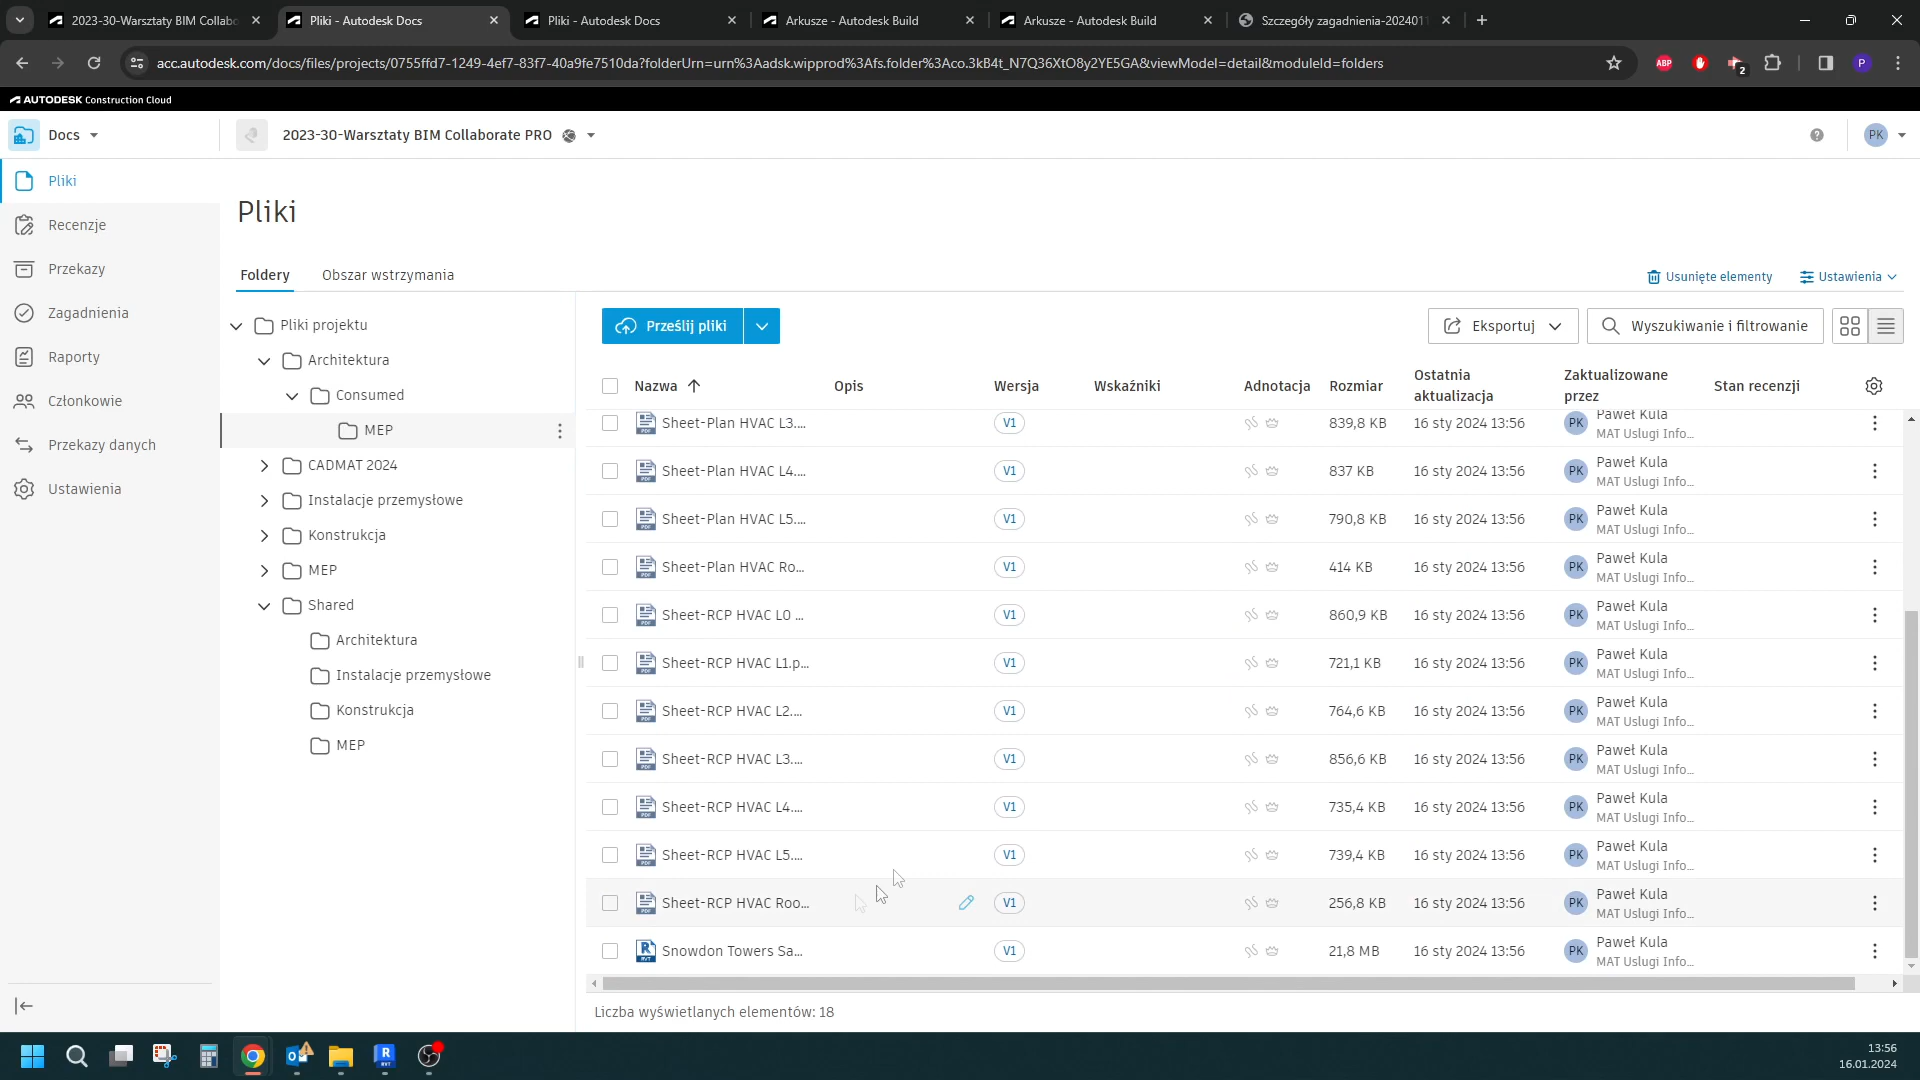 2023-30-Warsztaty BIM Collabo
Pliki - Autodesk Docs
Pliki - Autodesk Docs
Arkusze - Autodesk Build
Arkusze - Autodesk Build
Szczegóły zagadnienia-202401
acc.autodesk.com/docs/files/projects/0755ffd7-1249-4ef7-83f7-40a9fe7510da?folderUrn=urn%3Aadsk.wipprod%3Afs.folder%3Aco.3kB4t_N7Q36XtO8y2YE5GA&viewModel=detail&moduleId=folders
ABP
2
P
AUTODESK Construction Cloud
Docs
2023-30-Warsztaty BIM Collaborate PRO
PK
Pliki
Recenzje
Przekazy
Zagadnienia
Raporty
Członkowie
Przekazy danych
Ustawienia
Pliki
Foldery
Obszar wstrzymania
Usunięte elementy
Ustawienia
Pliki projektu
Architektura
Consumed
MEP
CADMAT 2024
Instalacje przemysłowe
Konstrukcja
MEP
Shared
Architektura
Instalacje przemysłowe
Konstrukcja
MEP
Prześlij pliki
Eksportuj
Wyszukiwanie i filtrowanie
Nazwa Opis Wersja Wskaźniki Adnotacja Rozmiar Ostatnia aktualizacja Zaktualizowane przez Stan recenzji
Sheet-Plan HVAC L3.... V1 839,8 KB 16 sty 2024 13:56 PK Paweł Kula
MAT Usługi Info...
Sheet-Plan HVAC L4.... V1 837 KB 16 sty 2024 13:56 PK Paweł Kula
MAT Usługi Info...
Sheet-Plan HVAC L5.... V1 790,8 KB 16 sty 2024 13:56 PK Paweł Kula
MAT Usługi Info...
Sheet-Plan HVAC Ro... V1 414 KB 16 sty 2024 13:56 PK Paweł Kula
MAT Usługi Info...
Sheet-RCP HVAC L0 ... V1 860,9 KB 16 sty 2024 13:56 PK Paweł Kula
MAT Usługi Info...
Sheet-RCP HVAC L1.p... V1 721,1 KB 16 sty 2024 13:56 PK Paweł Kula
MAT Usługi Info...
Sheet-RCP HVAC L2.... V1 764,6 KB 16 sty 2024 13:56 PK Paweł Kula
MAT Usługi Info...
Sheet-RCP HVAC L3.... V1 856,6 KB 16 sty 2024 13:56 PK Paweł Kula
MAT Usługi Info...
Sheet-RCP HVAC L4.... V1 735,4 KB 16 sty 2024 13:56 PK Paweł Kula
MAT Usługi Info...
Sheet-RCP HVAC L5.... V1 739,4 KB 16 sty 2024 13:56 PK Paweł Kula
MAT Usługi Info...
Sheet-RCP HVAC Roo... V1 256,8 KB 16 sty 2024 13:56 PK Paweł Kula
MAT Usługi Info...
Snowdon Towers Sa... V1 21,8 MB 16 sty 2024 13:56 PK Paweł Kula
MAT Usługi Info...
Liczba wyświetlanych elementów: 18
13:56
16.01.2024